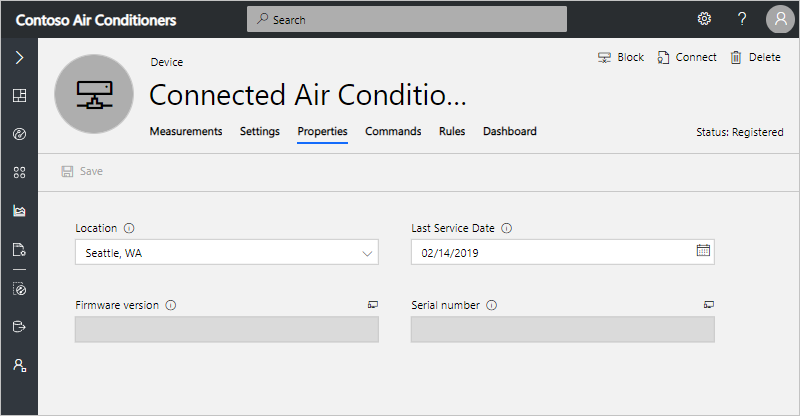 Contoso Air Conditioners
Search
?
Device
Block
Connect
Delete
Connected Air Conditio...
Measurements
Settings
Properties
Commands
Rules
Dashboard
Status: Registered
Save
Location
Last Service Date
Seattle, WA
02/14/2019
Firmware version
Serial number